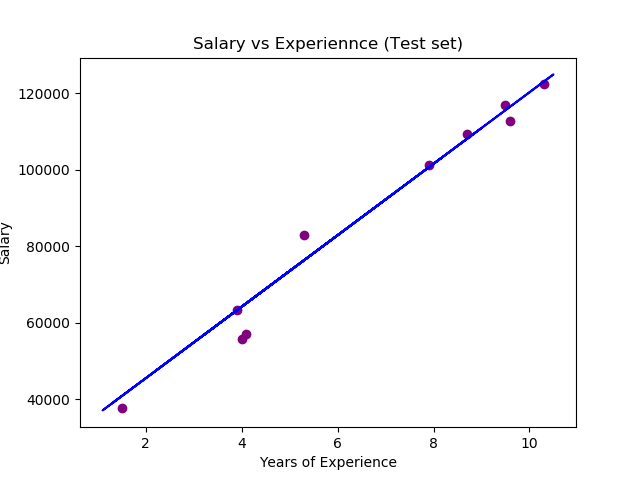 Salary vs Experiennce (Test set)
120000
100000
80000
60000
40000
Salary
2 4 6 8 10
Years of Experience